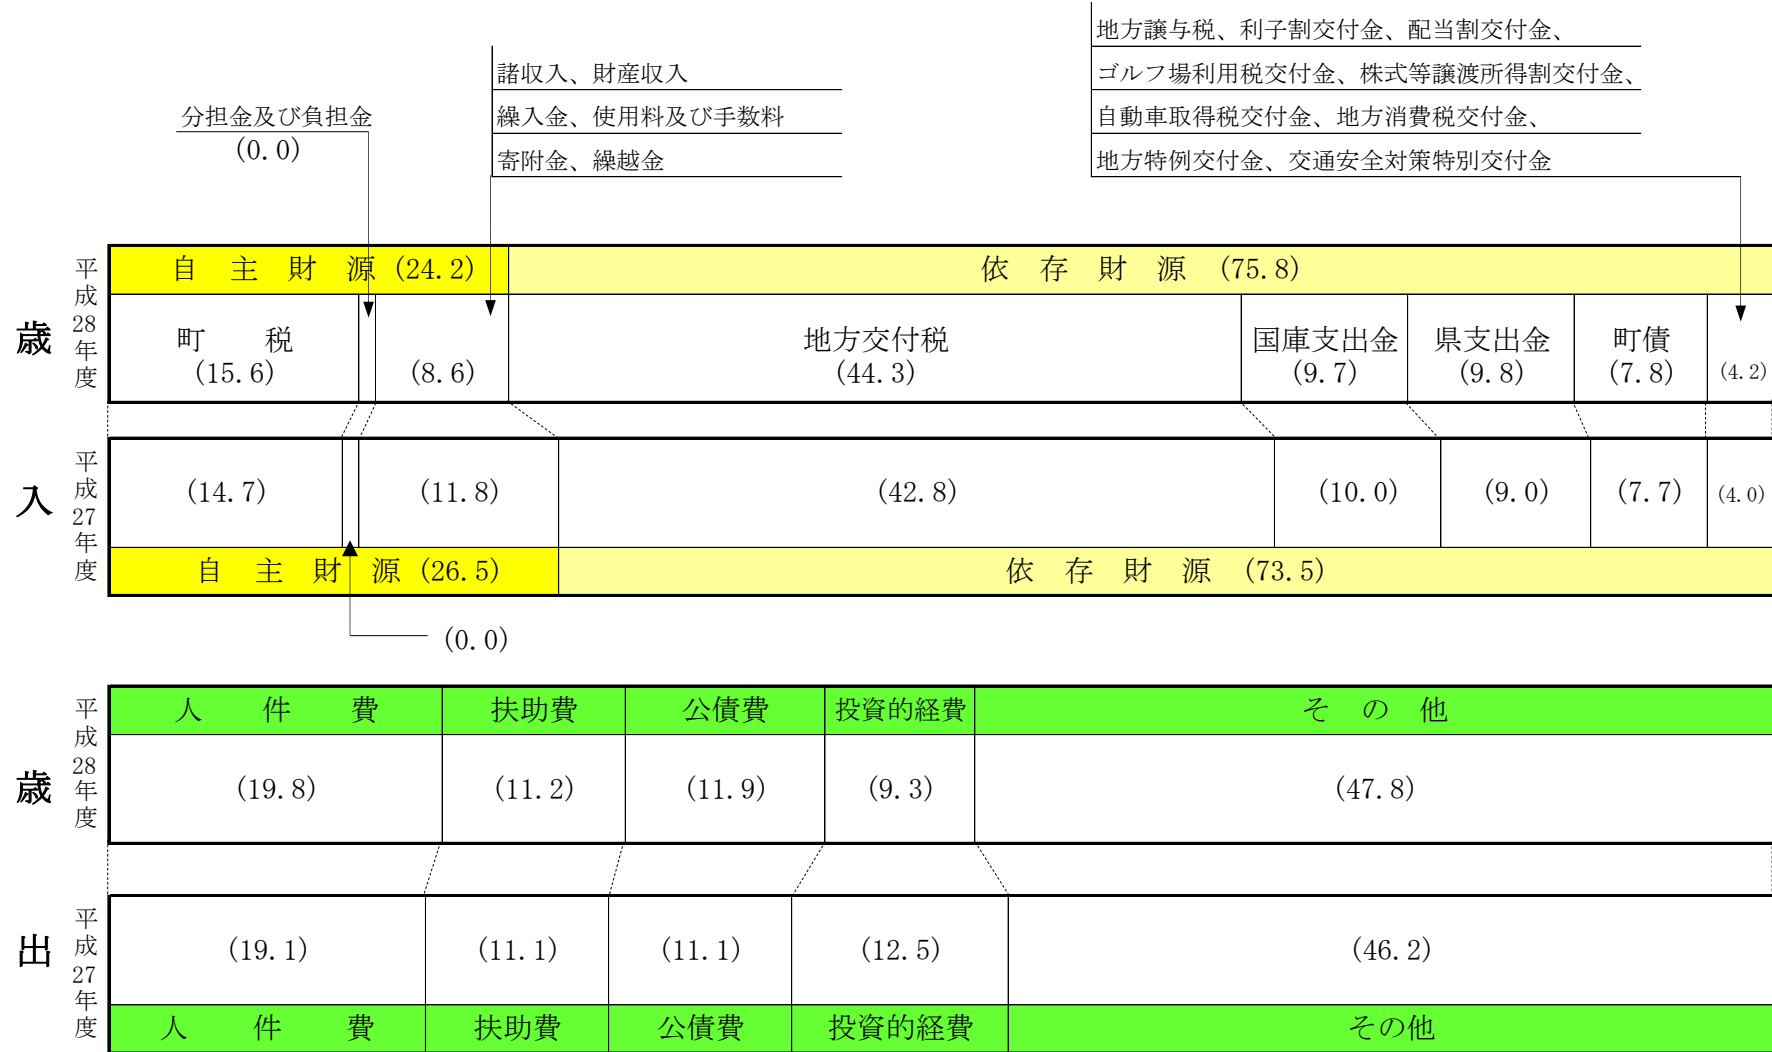 地方譲与税、利子割交付金、配当割交付金、
ゴルフ場利用税交付金、株式等譲渡所得割交付金、
自動車取得税交付金、地方消費税交付金、
地方特例交付金、交通安全対策特別交付金
諸収入、財産収入
繰入金、使用料及び手数料
寄附金、繰越金
分担金及び負担金
(0.0)
歳入
平成28年度
自主財源(24.2)
依存財源(75.8)
町税
(15.6)
(8.6)
地方交付税
(44.3)
国庫支出金
(9.7)
県支出金
(9.8)
町債
(7.8)
(4.2)
平成27年度
(14.7)
(11.8)
(42.8)
(10.0)
(9.0)
(7.7)
(4.0)
自主財源(26.5)
依存財源(73.5)
(0.0)
歳出
平成28年度
人件費
扶助費
公債費
投資的経費
その他
(19.8)
(11.2)
(11.9)
(9.3)
(47.8)
平成27年度
(19.1)
(11.1)
(11.1)
(12.5)
(46.2)
人件費
扶助費
公債費
投資的経費
その他